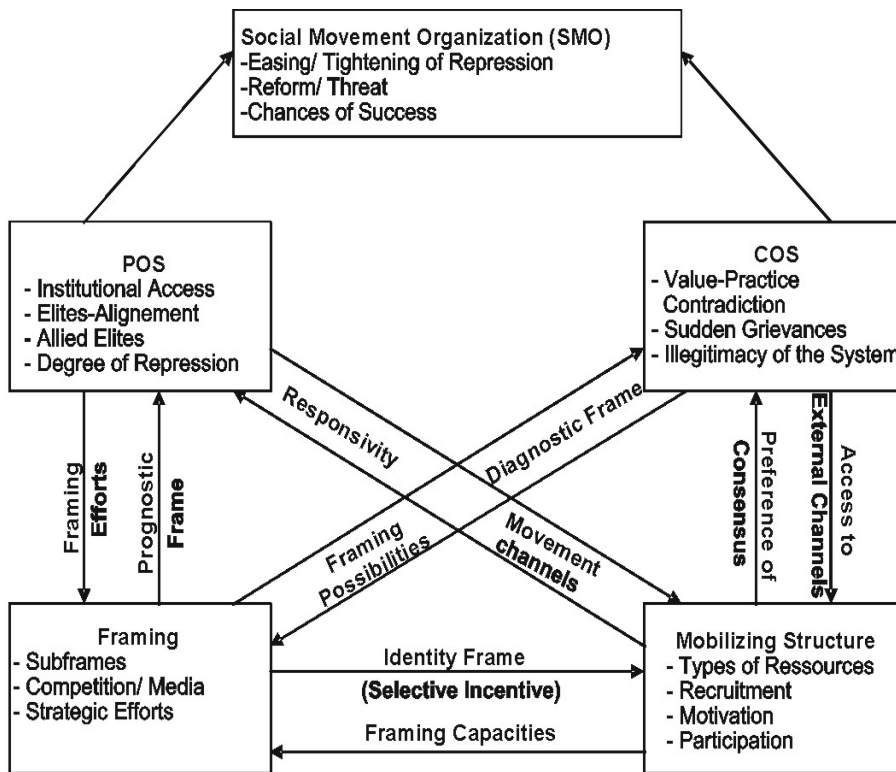 Social Movement Organization (SMO)
-Easing/ Tightening of Repression
-Reform/ Threat
-Chances of Success
POS
- Institutional Access
- Elites-Alignement
- Allied Elites
- Degree of Repression
COS
- Value-Practice
Contradiction
- Sudden Grievances
- Illegitimacy of the System
Framing
Efforts
Prognostic
Frame
Responsivity
Diagnostic Frame
Framing
Possibilities
Movement
channels
Preference of
Consensus
Access to
External Channels
Framing
- Subframes
- Competition/ Media
- Strategic Efforts
Identity Frame
(Selective Incentive)
Framing Capacities
Mobilizing Structure
- Types of Ressources
- Recruitment
- Motivation
- Participation